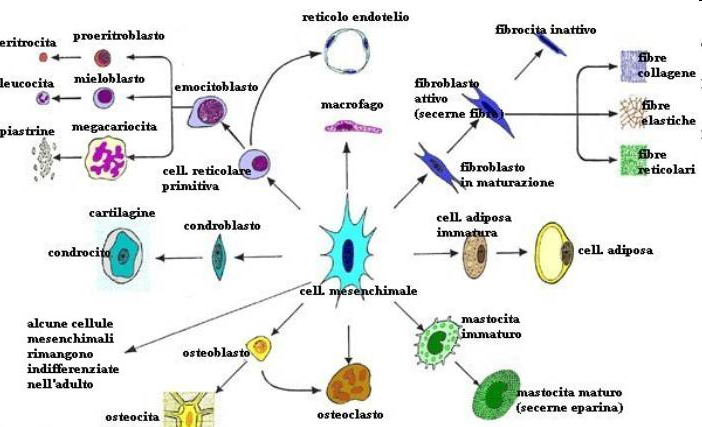 reticolo endotelio
eritrocita
proeritroblasto
leucocita
mieloblasto
emocitoblasto
piastrine
megacariocita
cell. reticolare
primitiva
macrofago
fibrocita inattivo
fibroblasto
attivo
(secerne fibre)
fibre
collagene
fibre
elastiche
fibre
reticolari
fibroblasto
in maturazione
cartilagine
condrocito
condroblasto
cell. adiposa
immatura
cell. adiposa
cell. mesenchimale
alcune cellule
mesenchimali
rimangono
indifferenziate
nell'adulto
osteoblasto
osteocita
osteoclasto
mastocita
immaturo
mastocita maturo
(secerne eparina)